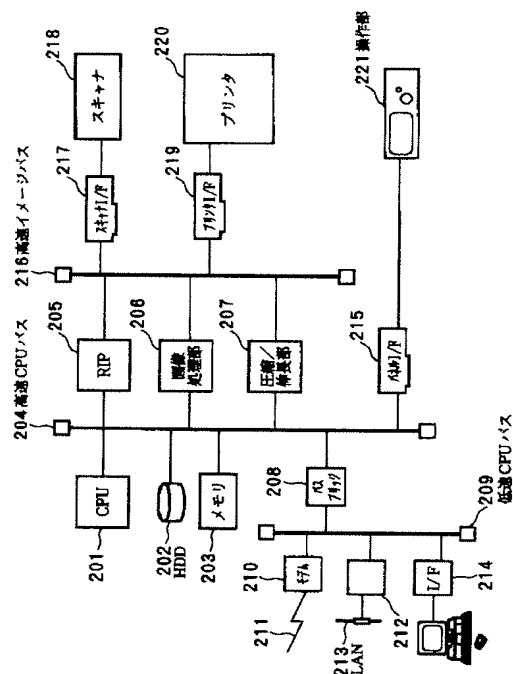 218
スキャナ
220
プリンタ
221 操作部
217
スキャナI/F
219
プリンタI/F
216 高速イメージバス
205
RIP
206
画像
処理部
207
圧縮/
伸長部
215
パネルI/F
204 高速CPUバス
CPU
201
202
HDD
メモリ
203
208
バス
ブリッジ
209
低速CPUバス
210
モデム
211
212
213
LAN
I/F
214